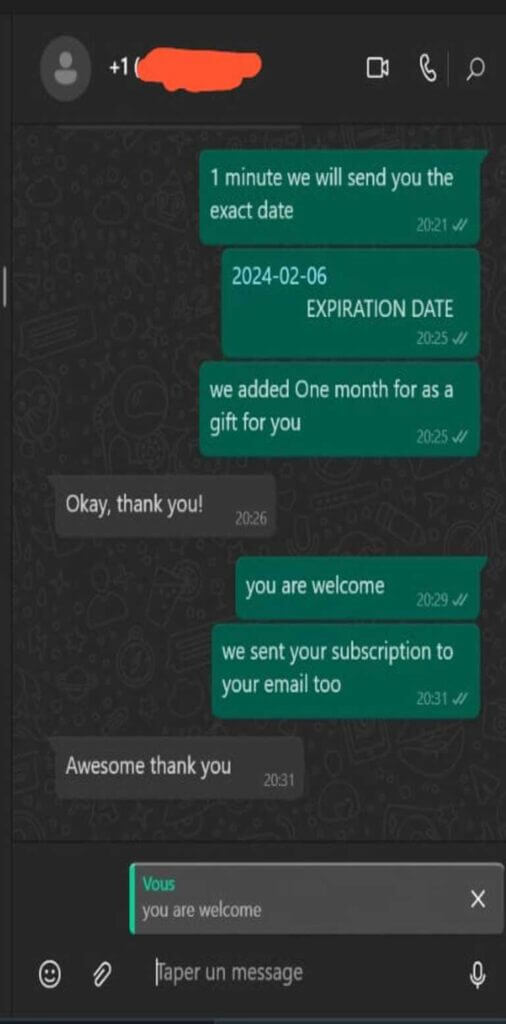 +1 (
1 minute we will send you the
exact date
20:21
2024-02-06
EXPIRATION DATE
20:25
we added One month for as a
gift for you
20:25
Okay, thank you!
20:26
you are welcome
20:29
we sent your subscription to
your email too
20:31
Awesome thank you
20:31
Vous
you are welcome
Taper un message